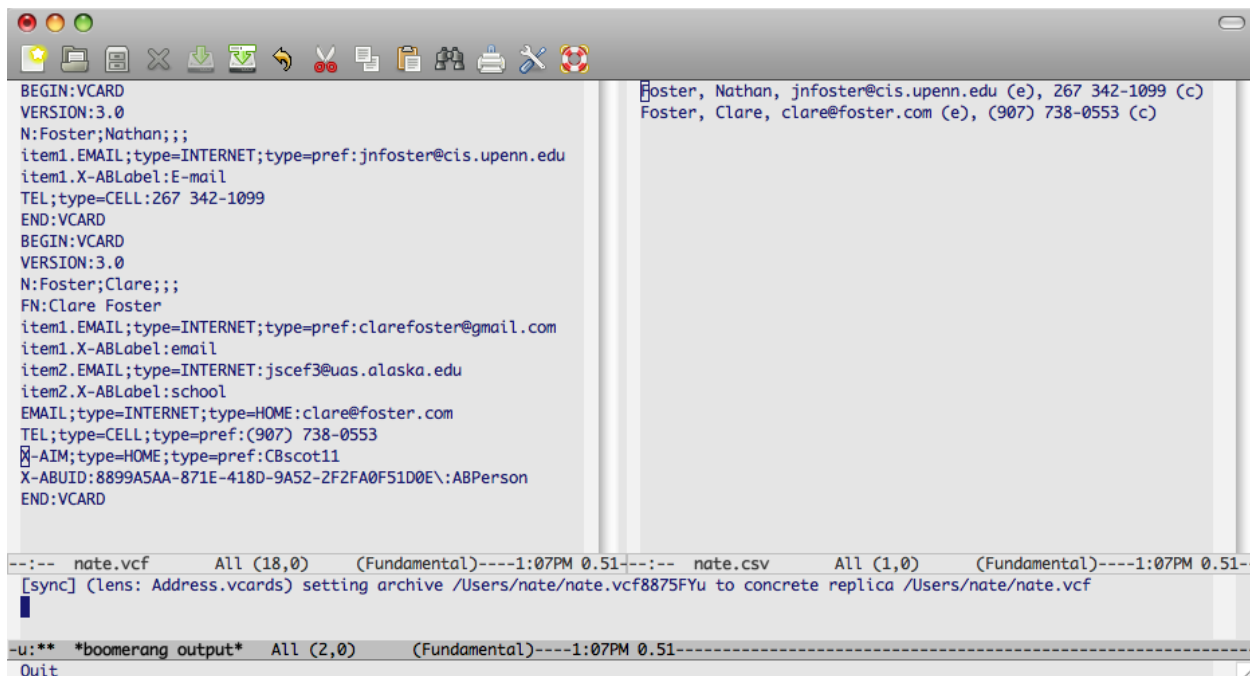 BEGIN:VCARD
VERSION:3.0
N:Foster;Nathan;;;
item1.EMAIL;type=INTERNET;type=pref:jnfoster@cis.upenn.edu
item1.X-ABLabel:E-mail
TEL;type=CELL:267 342-1099
END:VCARD
BEGIN:VCARD
VERSION:3.0
N:Foster;Clare;;;
FN:Clare Foster
item1.EMAIL;type=INTERNET;type=pref:clarefoster@gmail.com
item1.X-ABLabel:email
item2.EMAIL;type=INTERNET:jscef3@uas.alaska.edu
item2.X-ABLabel:school
EMAIL;type=INTERNET;type=HOME:clare@foster.com
TEL;type=CELL;type=pref:(907) 738-0553
X-AIM;type=HOME;type=pref:CBscot11
X-ABUID:8899A5AA-871E-418D-9A52-2F2FA0F51D0E\:ABPerson
END:VCARD
Foster, Nathan, jnfoster@cis.upenn.edu (e), 267 342-1099 (c)
Foster, Clare, clare@foster.com (e), (907) 738-0553 (c)
--:-- nate.vcf All (18,0) (Fundamental)----1:07PM 0.51-
--:-- nate.csv All (1,0) (Fundamental)----1:07PM 0.51--
[sync] (lens: Address.vcards) setting archive /Users/nate/nate.vcf8875FYu to concrete replica /Users/nate/nate.vcf
-u:** *boomerang output* All (2,0) (Fundamental)----1:07PM 0.51----------------------------------------------------------
Quit